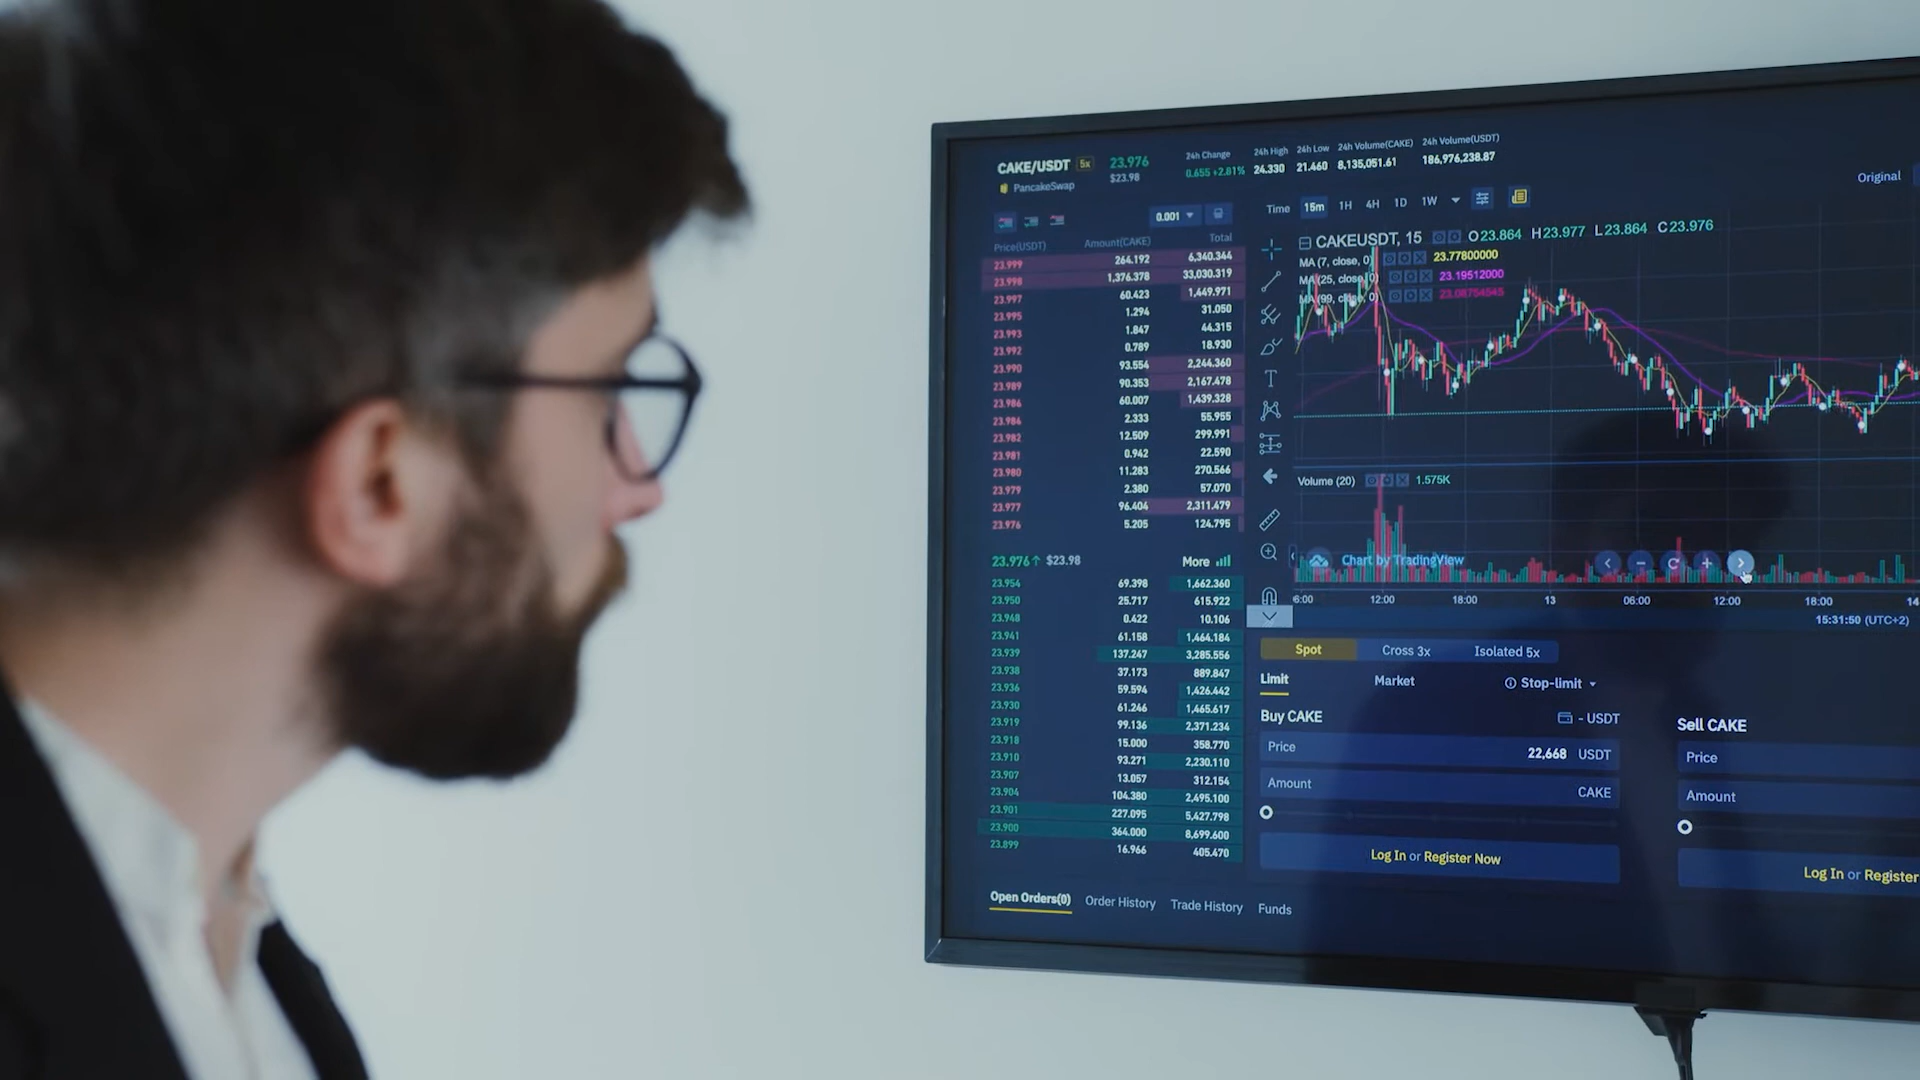 CAKE/USDT 5x 23.976 24h Change 24h High 24h Low 24h Volume(CAKE) 24h Volume(USDT)
PancakeSwap $23.98 0.655 +2.81% 24.330 21.460 8,135,051.61 186,976,238.87
Original
Time 15m 1H 4H 1D 1W
0.001
Price(USDT) Amount(CAKE) Total
23.999 264.192 6,340.344
23.998 1,376.378 33,030.319
23.997 60.423 1,449.971
23.995 1.294 31.050
23.993 1.847 44.315
23.992 0.789 18.930
23.990 93.554 2,244.360
23.989 90.353 2,167.478
23.986 60.007 1,439.328
23.984 2.333 55.955
23.982 12.509 299.991
23.981 0.942 22.590
23.980 11.283 270.566
23.979 2.380 57.070
23.977 96.404 2,311.479
23.976 5.205 124.795
23.976↑ $23.98 More
23.954 69.398 1,662.360
23.950 25.717 615.922
23.948 0.422 10.106
23.941 61.158 1,464.184
23.939 137.247 3,285.556
23.938 37.173 889.847
23.936 59.594 1,426.442
23.930 61.246 1,465.617
23.919 99.136 2,371.234
23.918 15.000 358.770
23.910 93.271 2,230.110
23.907 13.057 312.154
23.904 104.380 2,495.100
23.901 227.095 5,427.798
23.900 364.000 8,699.600
23.899 16.966 405.470
CAKEUSDT, 15 O23.864 H23.977 L23.864 C23.976
MA (7, close, 0) 23.77800000
MA (25, close, 0) 23.19512000
MA (99, close, 0)
Volume (20) 1.575K
Chart by TradingView
6:00 12:00 18:00 13 06:00 12:00 18:00 14
15:31:50 (UTC+2)
Spot Cross 3x Isolated 5x
Limit Market Stop-limit
Buy CAKE - USDT
Price 22,668 USDT
Amount CAKE
Log In or Register Now
Sell CAKE
Price
Amount
Log In or Register
Open Orders(0) Order History Trade History Funds